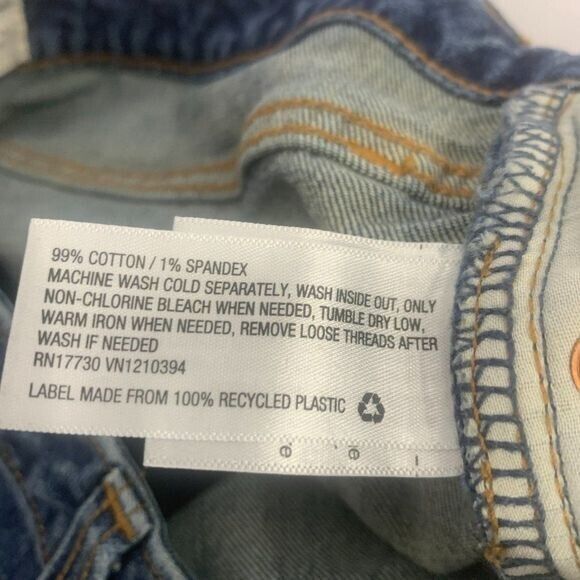 99% COTTON / 1% SPANDEX
MACHINE WASH COLD SEPARATELY, WASH INSIDE OUT, ONLY
NON-CHLORINE BLEACH WHEN NEEDED, TUMBLE DRY LOW,
WARM IRON WHEN NEEDED, REMOVE LOOSE THREADS AFTER
WASH IF NEEDED
RN17730 VN1210394
LABEL MADE FROM 100% RECYCLED PLASTIC